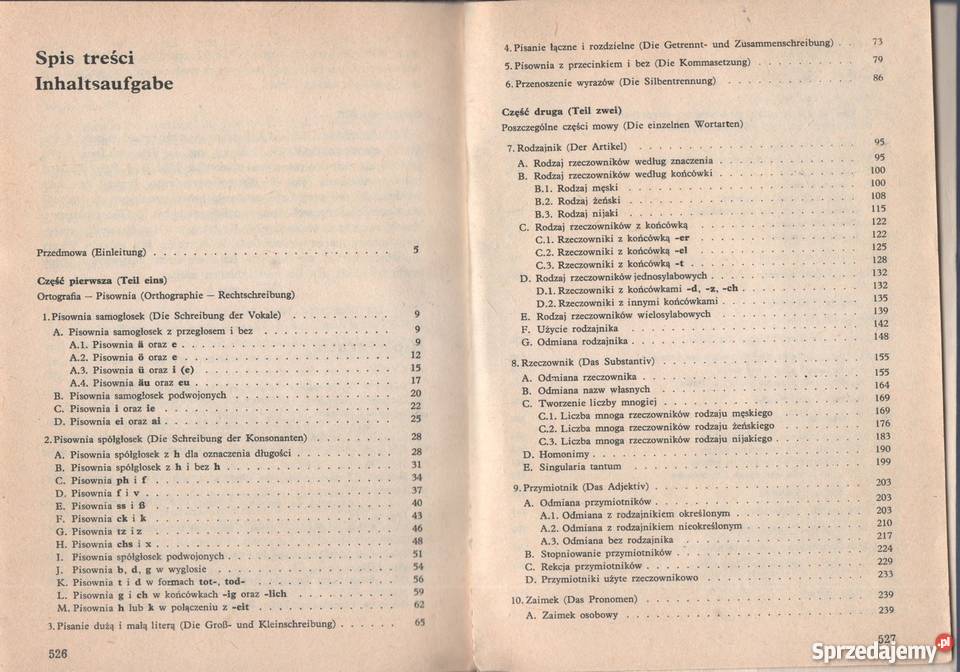 Spis treści
Inhaltsaufgabe
Przedmowa (Einleitung) . . . . . . . . . . 5
Część pierwsza (Teil eins)
Ortografia — Pisownia (Orthographie — Rechtschreibung)
1. Pisownia samogłosek (Die Schreibung der Vokale) . . . . . 9
A. Pisownia samogłosek z przegłosem i bez . . . . . 9
A.1. Pisownia ä oraz e . . . . . 9
A.2. Pisownia ö oraz e . . . . . 12
A.3. Pisownia ü oraz i (e) . . . . . 15
A.4. Pisownia äu oraz eu . . . . . 17
B. Pisownia samogłosek podwojonych . . . . . 20
C. Pisownia i oraz ie . . . . . 22
D. Pisownia ei oraz ai . . . . . 25
2. Pisownia spółgłosek (Die Schreibung der Konsonanten) . . . . . 28
A. Pisownia spółgłosek z h dla oznaczenia długości . . . . . 28
B. Pisownia spółgłosek z h i bez h . . . . . 31
C. Pisownia ph i f . . . . . 34
D. Pisownia f i v . . . . . 37
E. Pisownia ss i ß . . . . . 40
F. Pisownia ck i k . . . . . 43
G. Pisownia tz i z . . . . . 46
H. Pisownia chs i x . . . . . 48
I. Pisownia spółgłosek podwojonych . . . . . 51
J. Pisownia b, d, g w wygłosie . . . . . 54
K. Pisownia t i d w formach tot-, tod- . . . . . 56
L. Pisownia g i ch w końcówkach -ig oraz -lich . . . . . 59
M. Pisownia h lub k w połączeniu z -eit . . . . . 62
3. Pisanie dużą i małą literą (Die Groß- und Kleinschreibung) . . . . . 65
526
4. Pisanie łączne i rozdzielne (Die Getrennt- und Zusammenschreibung) . . 73
5. Pisownia z przecinkiem i bez (Die Kommasetzung) . . . . . 79
6. Przenoszenie wyrazów (Die Silbentrennung) . . . . . 86
Część druga (Teil zwei)
Poszczególne części mowy (Die einzelnen Wortarten)
7. Rodzajnik (Der Artikel) . . . . . 95
A. Rodzaj rzeczowników według znaczenia . . . . . 95
B. Rodzaj rzeczowników według końcówki . . . . . 100
B.1. Rodzaj męski . . . . . 100
B.2. Rodzaj żeński . . . . . 108
B.3. Rodzaj nijaki . . . . . 115
C. Rodzaj rzeczowników z końcówką . . . . . 122
C.1. Rzeczowniki z końcówką -er . . . . . 122
C.2. Rzeczowniki z końcówką -el . . . . . 125
C.3. Rzeczowniki z końcówką -t . . . . . 128
D. Rodzaj rzeczowników jednosylabowych . . . . . 132
D.1. Rzeczowniki z końcówkami -d, -z, -ch . . . . . 132
D.2. Rzeczowniki z innymi końcówkami . . . . . 135
E. Rodzaj rzeczowników wielosylabowych . . . . . 139
F. Użycie rodzajnika . . . . . 142
G. Odmiana rodzajnika . . . . . 148
8. Rzeczownik (Das Substantiv) . . . . . 155
A. Odmiana rzeczownika . . . . . 155
B. Odmiana nazw własnych . . . . . 164
C. Tworzenie liczby mnogiej . . . . . 169
C.1. Liczba mnoga rzeczowników rodzaju męskiego . . . . . 169
C.2. Liczba mnoga rzeczowników rodzaju żeńskiego . . . . . 176
C.3. Liczba mnoga rzeczowników rodzaju nijakiego . . . . . 183
D. Homonimy . . . . . 190
E. Singularia tantum . . . . . 199
9. Przymiotnik (Das Adjektiv) . . . . . 203
A. Odmiana przymiotników . . . . . 203
A.1. Odmiana z rodzajnikiem określonym . . . . . 203
A.2. Odmiana z rodzajnikiem nieokreślonym . . . . . 210
A.3. Odmiana bez rodzajnika . . . . . 217
B. Stopniowanie przymiotników . . . . . 224
C. Rekcja przymiotników . . . . . 229
D. Przymiotniki użyte rzeczownikowo . . . . . 233
10. Zaimek (Das Pronomen) . . . . . 239
A. Zaimek osobowy . . . . . 239
527
Sprzedajemy.pl